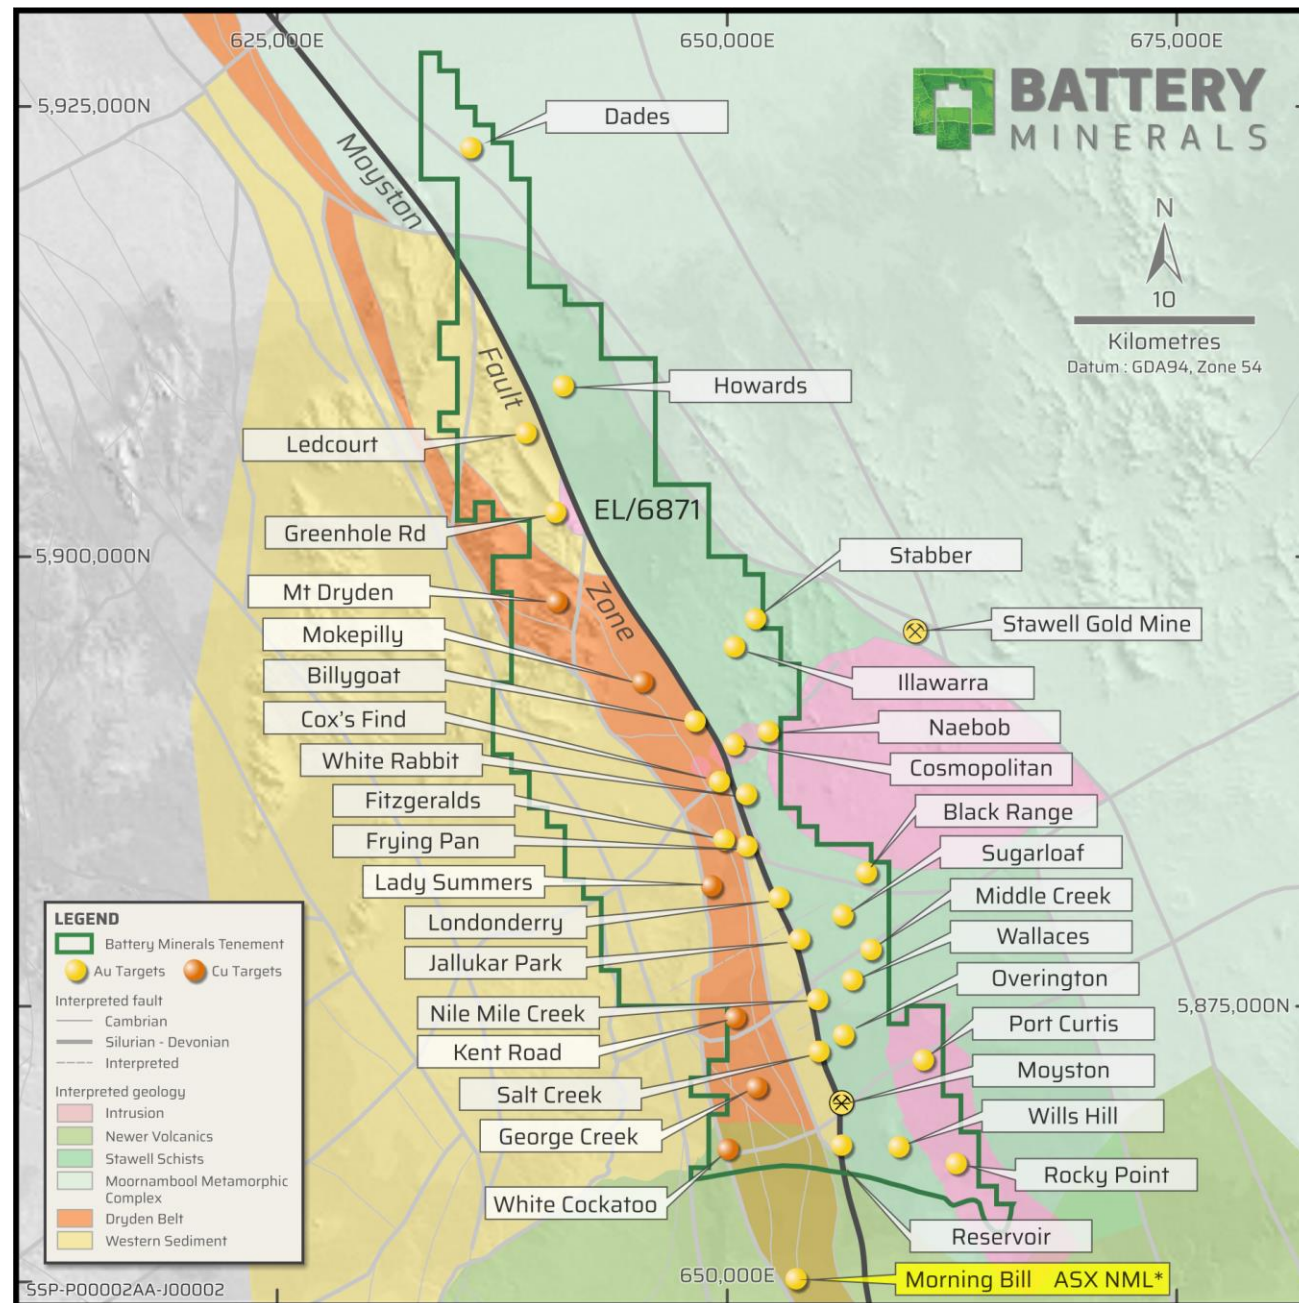 625,000E
650,000E
675,000E
5,925,000N
BATTERY
MINERALS
Dades
Moyston
N
10
Kilometres
Datum : GDA94, Zone 54
Fault
Howards
Ledcourt
EL/6871
Greenhole Rd
5,900,000N
Stabber
Mt Dryden
Zone
Stawell Gold Mine
Mokepilly
Billygoat
Illawarra
Cox's Find
Naebob
White Rabbit
Cosmopolitan
Fitzgeralds
Black Range
Frying Pan
Sugarloaf
Lady Summers
Middle Creek
Londonderry
Wallaces
Jallukar Park
Overington
Nile Mile Creek
5,875,000N
Port Curtis
Kent Road
Moyston
Salt Creek
Wills Hill
George Creek
Rocky Point
White Cockatoo
Reservoir
650,000E
Morning Bill ASX NML*
LEGEND
Battery Minerals Tenement
Au Targets
Cu Targets
Interpreted fault
Cambrian
Silurian - Devonian
Interpreted
Interpreted geology
Intrusion
Newer Volcanics
Stawell Schists
Moornambool Metamorphic
Complex
Dryden Belt
Western Sediment
SSP-P00002AA-J00002